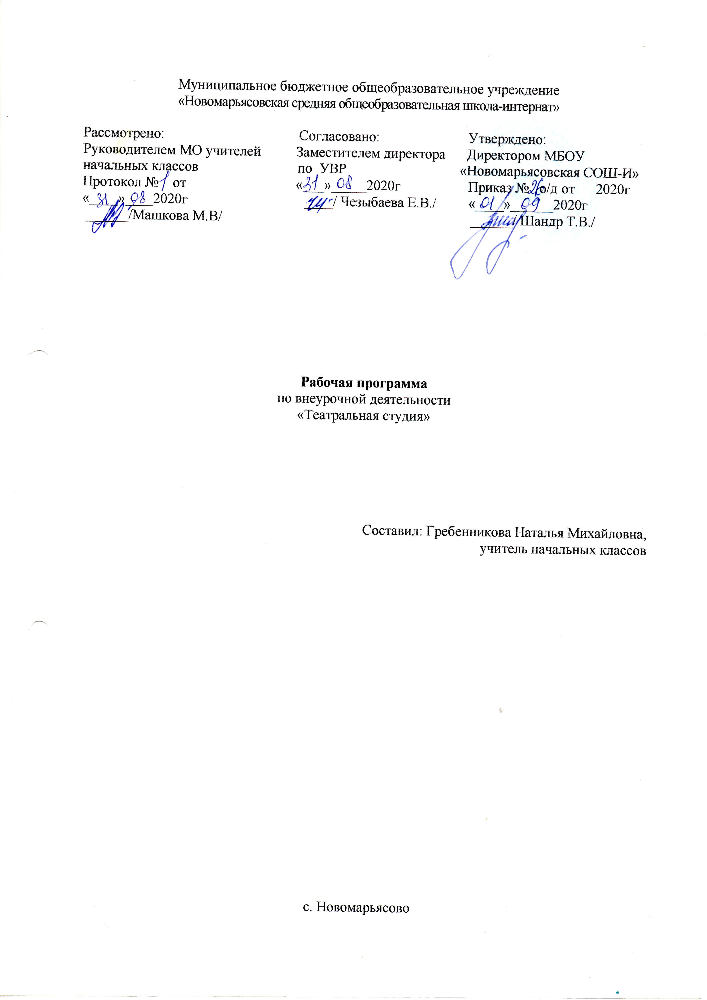 Муниципальное бюджетное общеобразовательное учреждение
«Новомарьясовская средняя общеобразовательная школа-интернат»
Рассмотрено:
Руководителем МО учителей
начальных классов
Протокол №1 от
«31» 08 2020г
/Машкова М.В/
Согласовано:
Заместителем директора
по УВР
«31» 08 2020г
/ Чезыбаева Е.В./
Утверждено:
Директором МБОУ
«Новомарьясовская СОШ-И»
Приказ № о/д от 2020г
«01» 09 2020г
/Шандр Т.В./
Рабочая программа
по внеурочной деятельности
«Театральная студия»
Составил: Гребенникова Наталья Михайловна,
учитель начальных классов
с. Новомарьясово